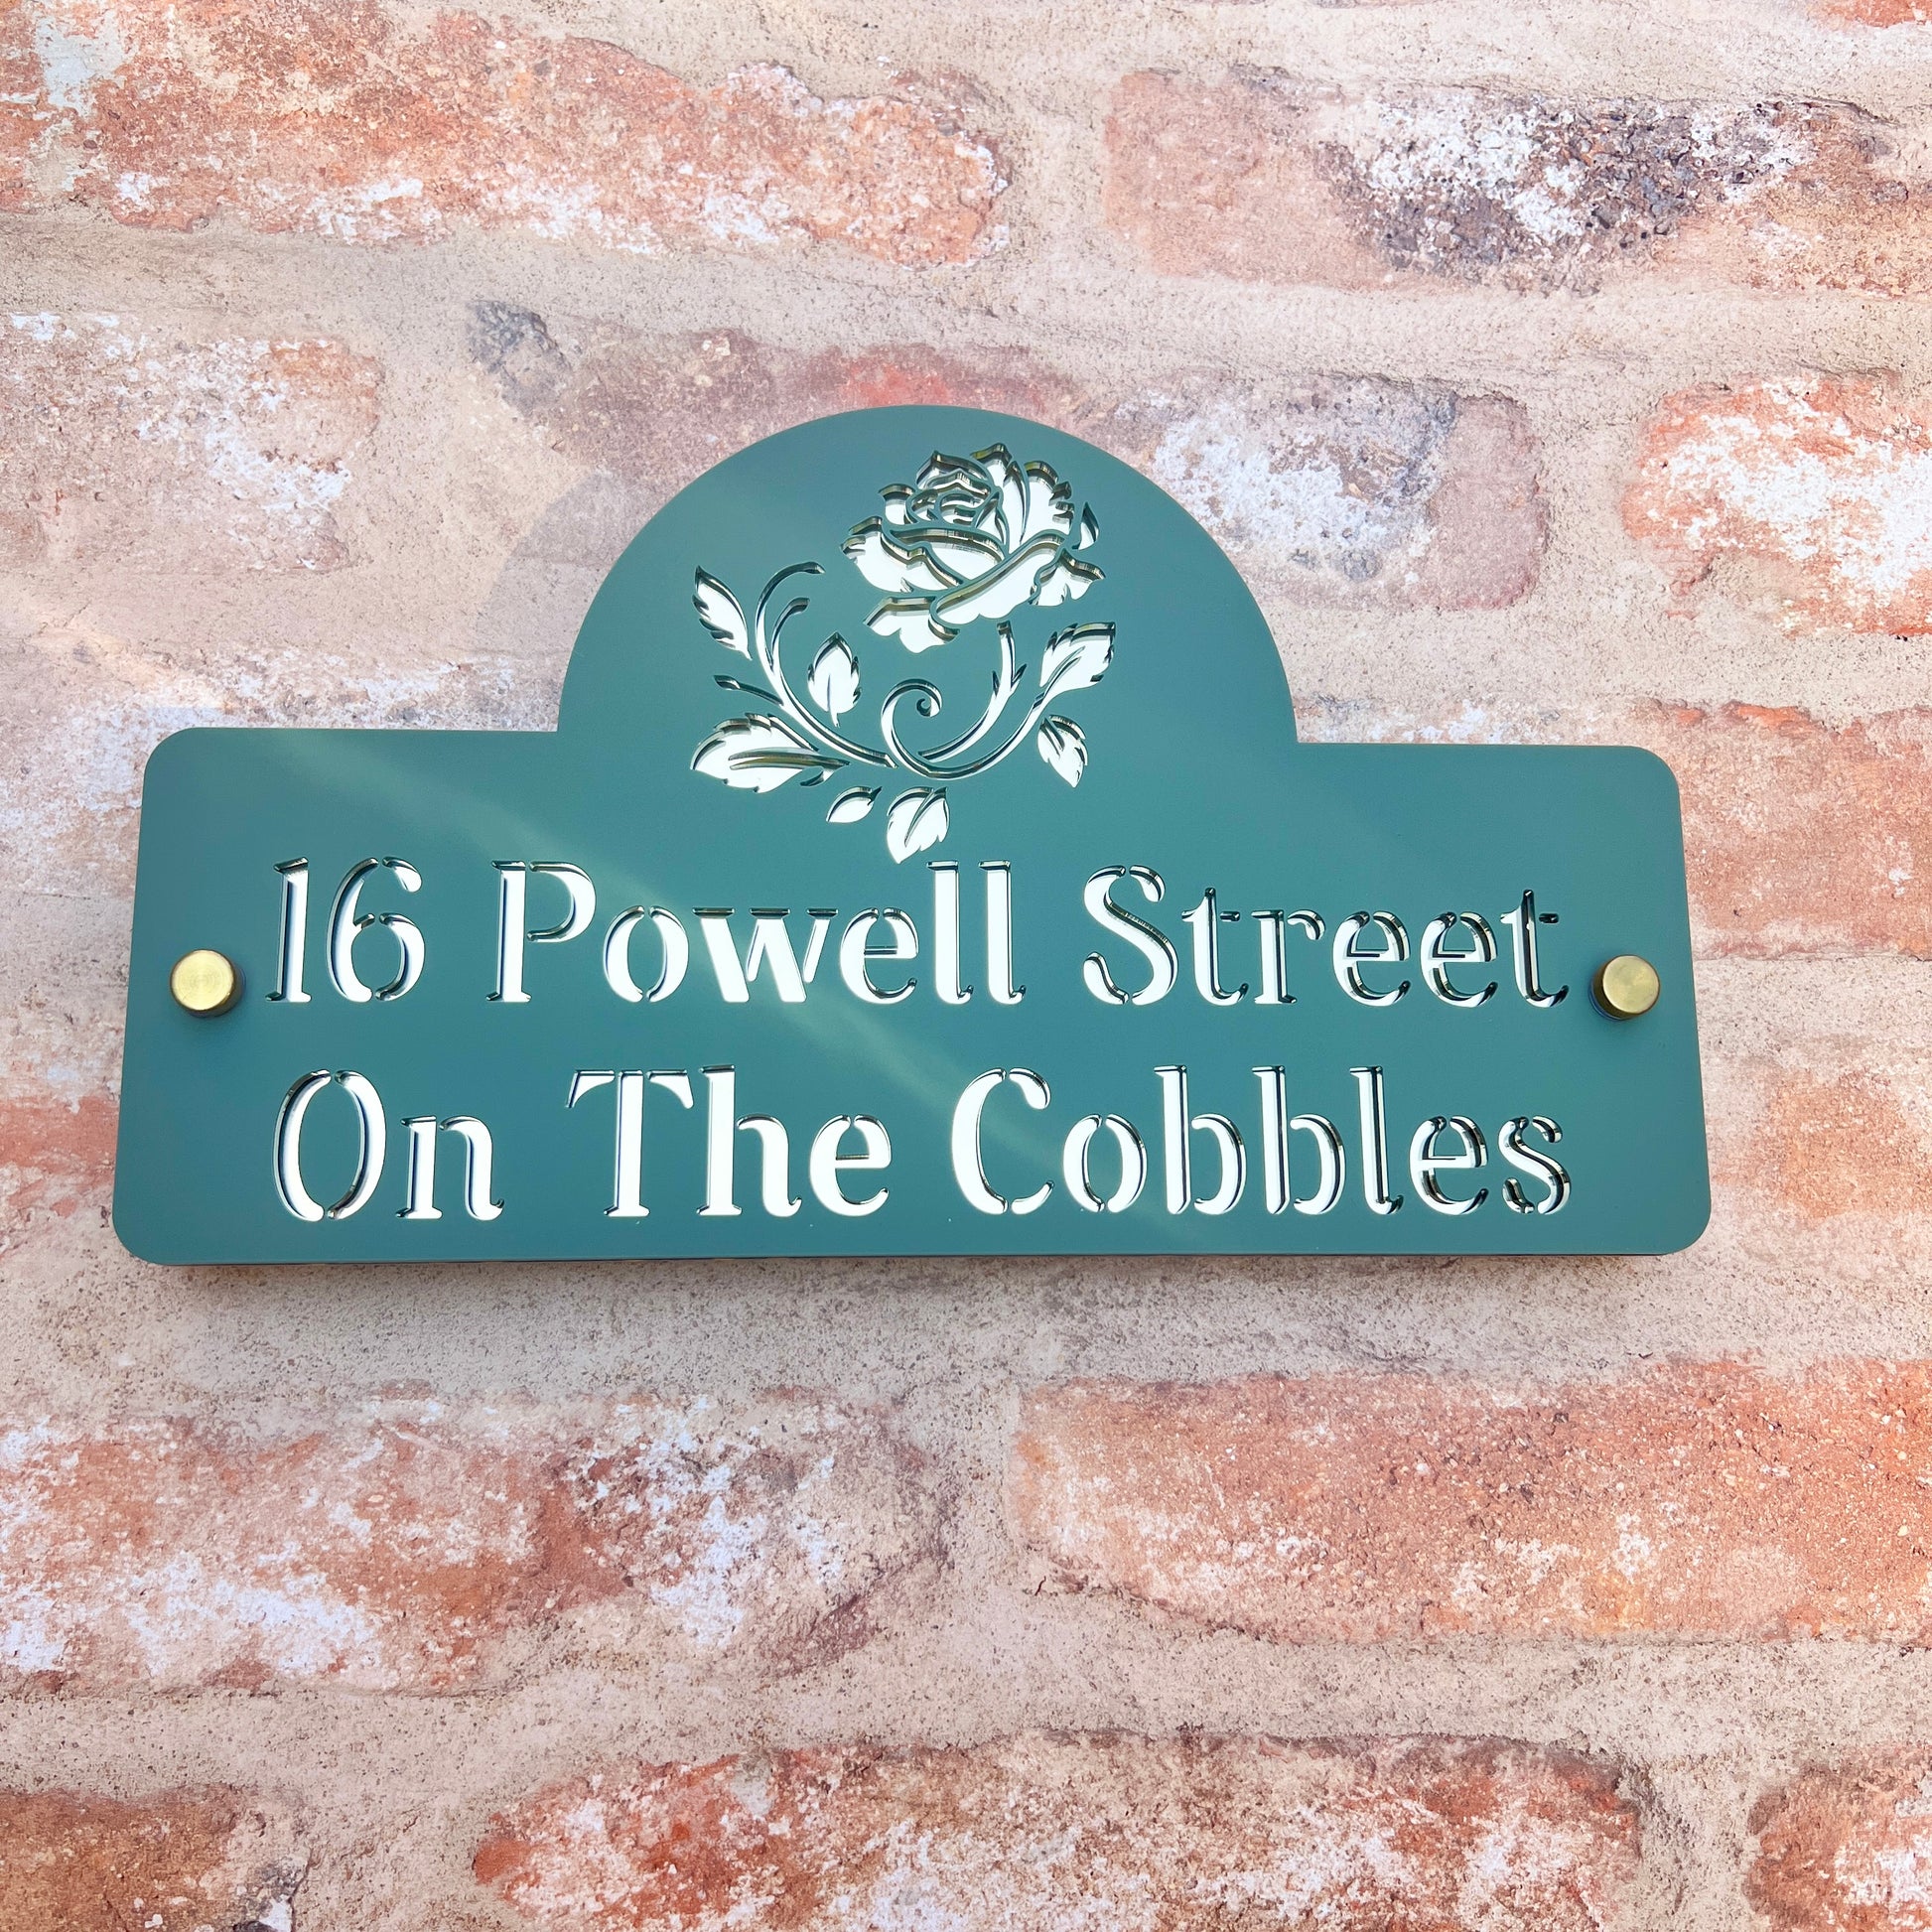 16 Powell Street
On The Cobbles